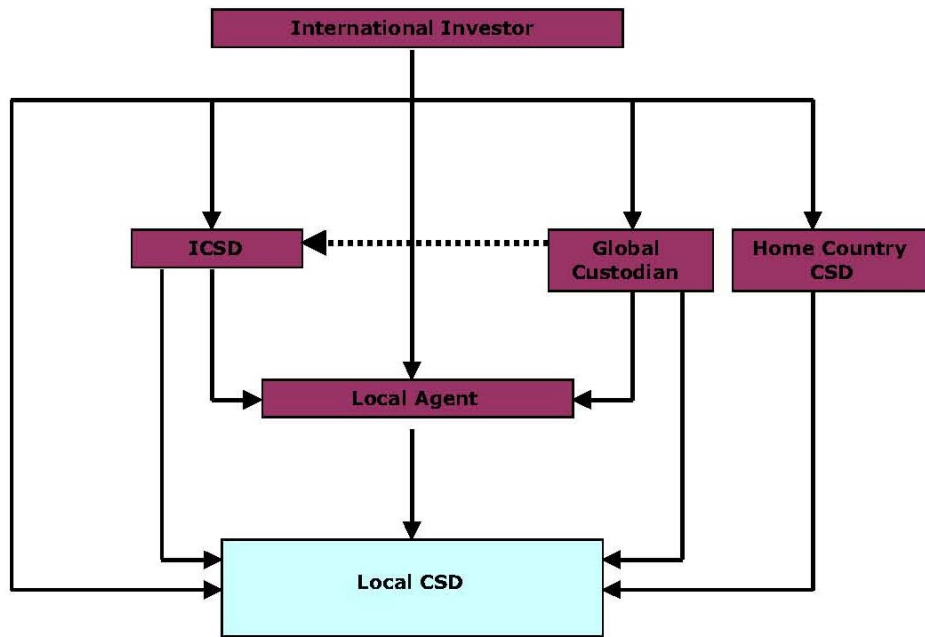 International Investor
ICSD
Global
Custodian
Home Country
CSD
Local Agent
Local CSD